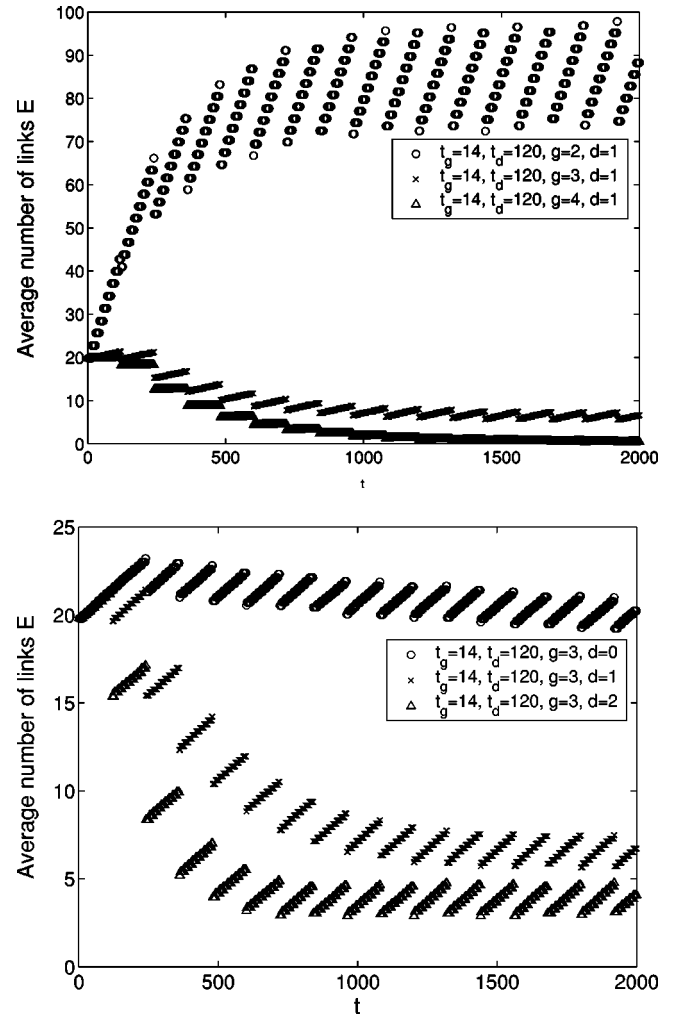 100
90
80
70
60
50
40
30
20
10
0
Average number of links E
t_g=14, t_d=120, g=2, d=1
t_g=14, t_d=120, g=3, d=1
t_g=14, t_d=120, g=4, d=1
0 500 1000 1500 2000
t
25
20
15
10
5
0
Average number of links E
t_g=14, t_d=120, g=3, d=0
t_g=14, t_d=120, g=3, d=1
t_g=14, t_d=120, g=3, d=2
0 500 1000 1500 2000
t